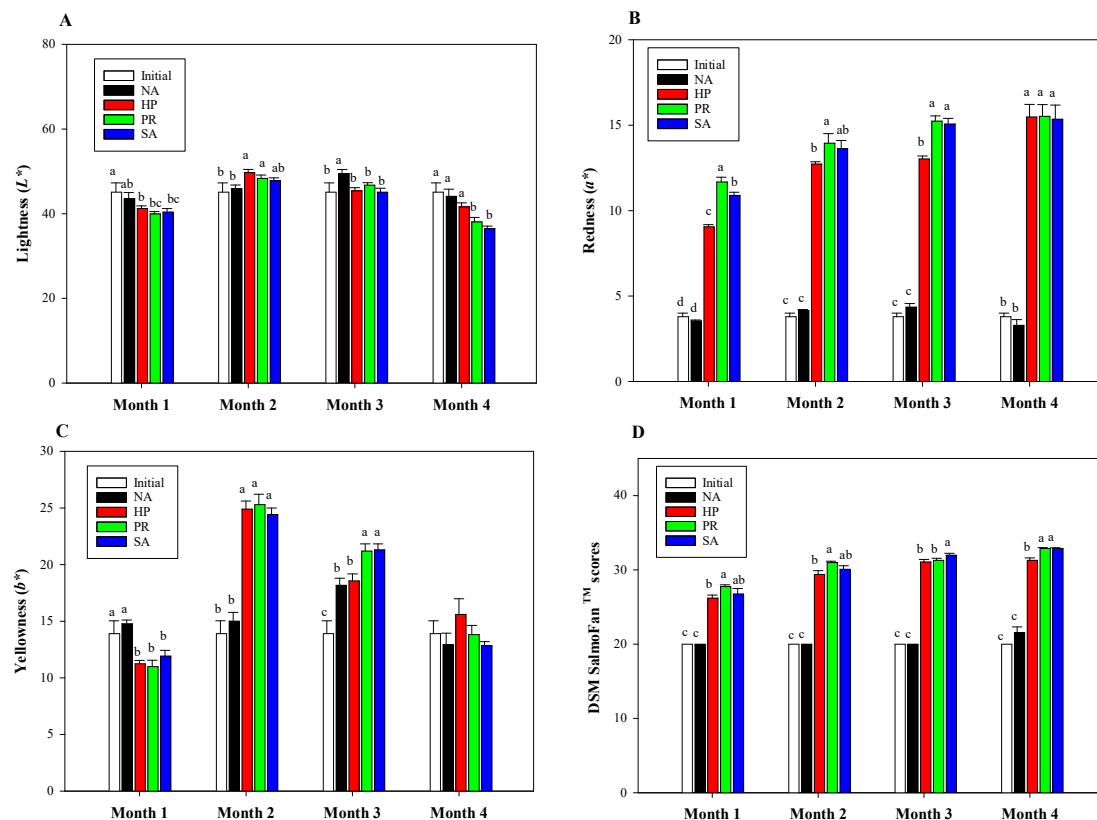 A
80
60
40
20
0
Lightness (L*)
Initial
NA
HP
PR
SA
a ab b bc bc
b b a a ab
b a b b b
a a a b b
Month 1 Month 2 Month 3 Month 4
B
20
15
10
5
0
Redness (a*)
Initial
NA
HP
PR
SA
d d c a b
c c b a ab
c c b a a
b b a a a
Month 1 Month 2 Month 3 Month 4
C
30
25
20
15
10
5
0
Yellowness (b*)
Initial
NA
HP
PR
SA
a a b b b
b b a a a
c b b a a
Month 1 Month 2 Month 3 Month 4
D
40
30
20
10
0
DSM SalmoFan™ scores
Initial
NA
HP
PR
SA
c c b a ab
c c b a ab
c c b b a
c c b a a
Month 1 Month 2 Month 3 Month 4